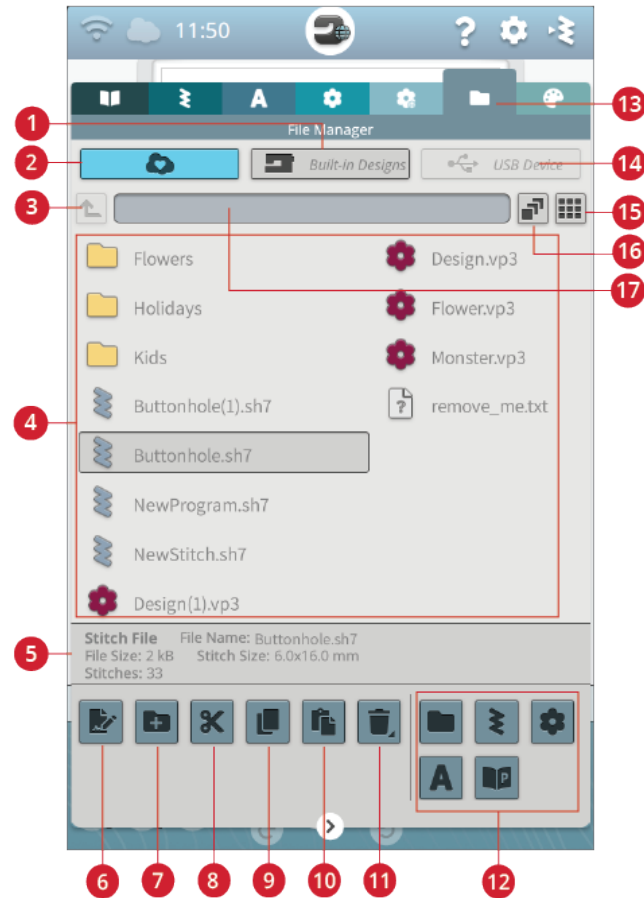 11:50
?
A
13
File Manager
1
2
Built-in Designs
USB Device
14
3
15
16
17
Flowers
Design.vp3
Holidays
Flower.vp3
Kids
Monster.vp3
4
Buttonhole(1).sh7
?
remove_me.txt
Buttonhole.sh7
NewProgram.sh7
NewStitch.sh7
Design(1).vp3
5
Stitch File File Name: Buttonhole.sh7
File Size: 2 kB Stitch Size: 6.0x16.0 mm
Stitches: 33
A
P
6
7
8
9
10
11
12